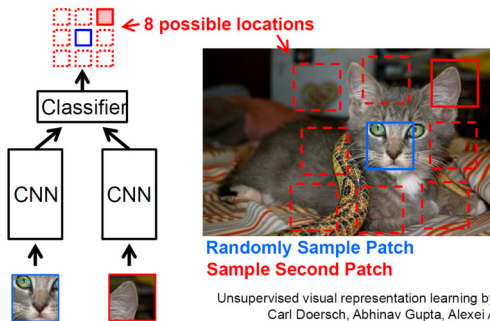 8 possible locations
Classifier
CNN
CNN
Randomly Sample Patch
Sample Second Patch
Unsupervised visual representation learning by
Carl Doersch, Abhinav Gupta, Alexei A